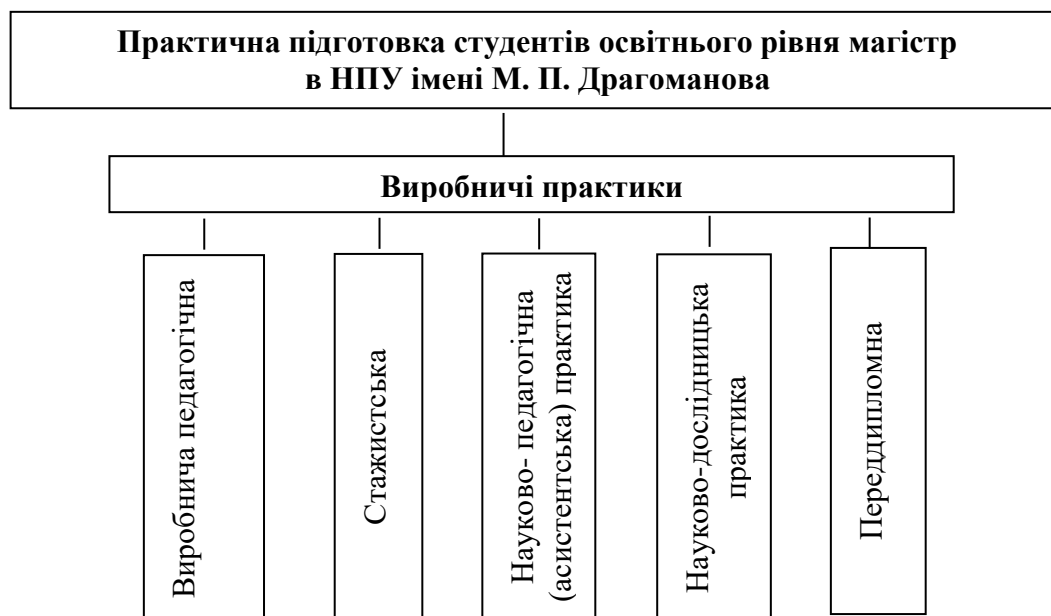 Практична підготовка студентів освітнього рівня магістр
в НПУ імені М. П. Драгоманова
Виробничі практики
Виробнича педагогічна
Стажистська
Науково- педагогічна
(асистентська) практика
Науково-дослідницька
практика
Переддипломна